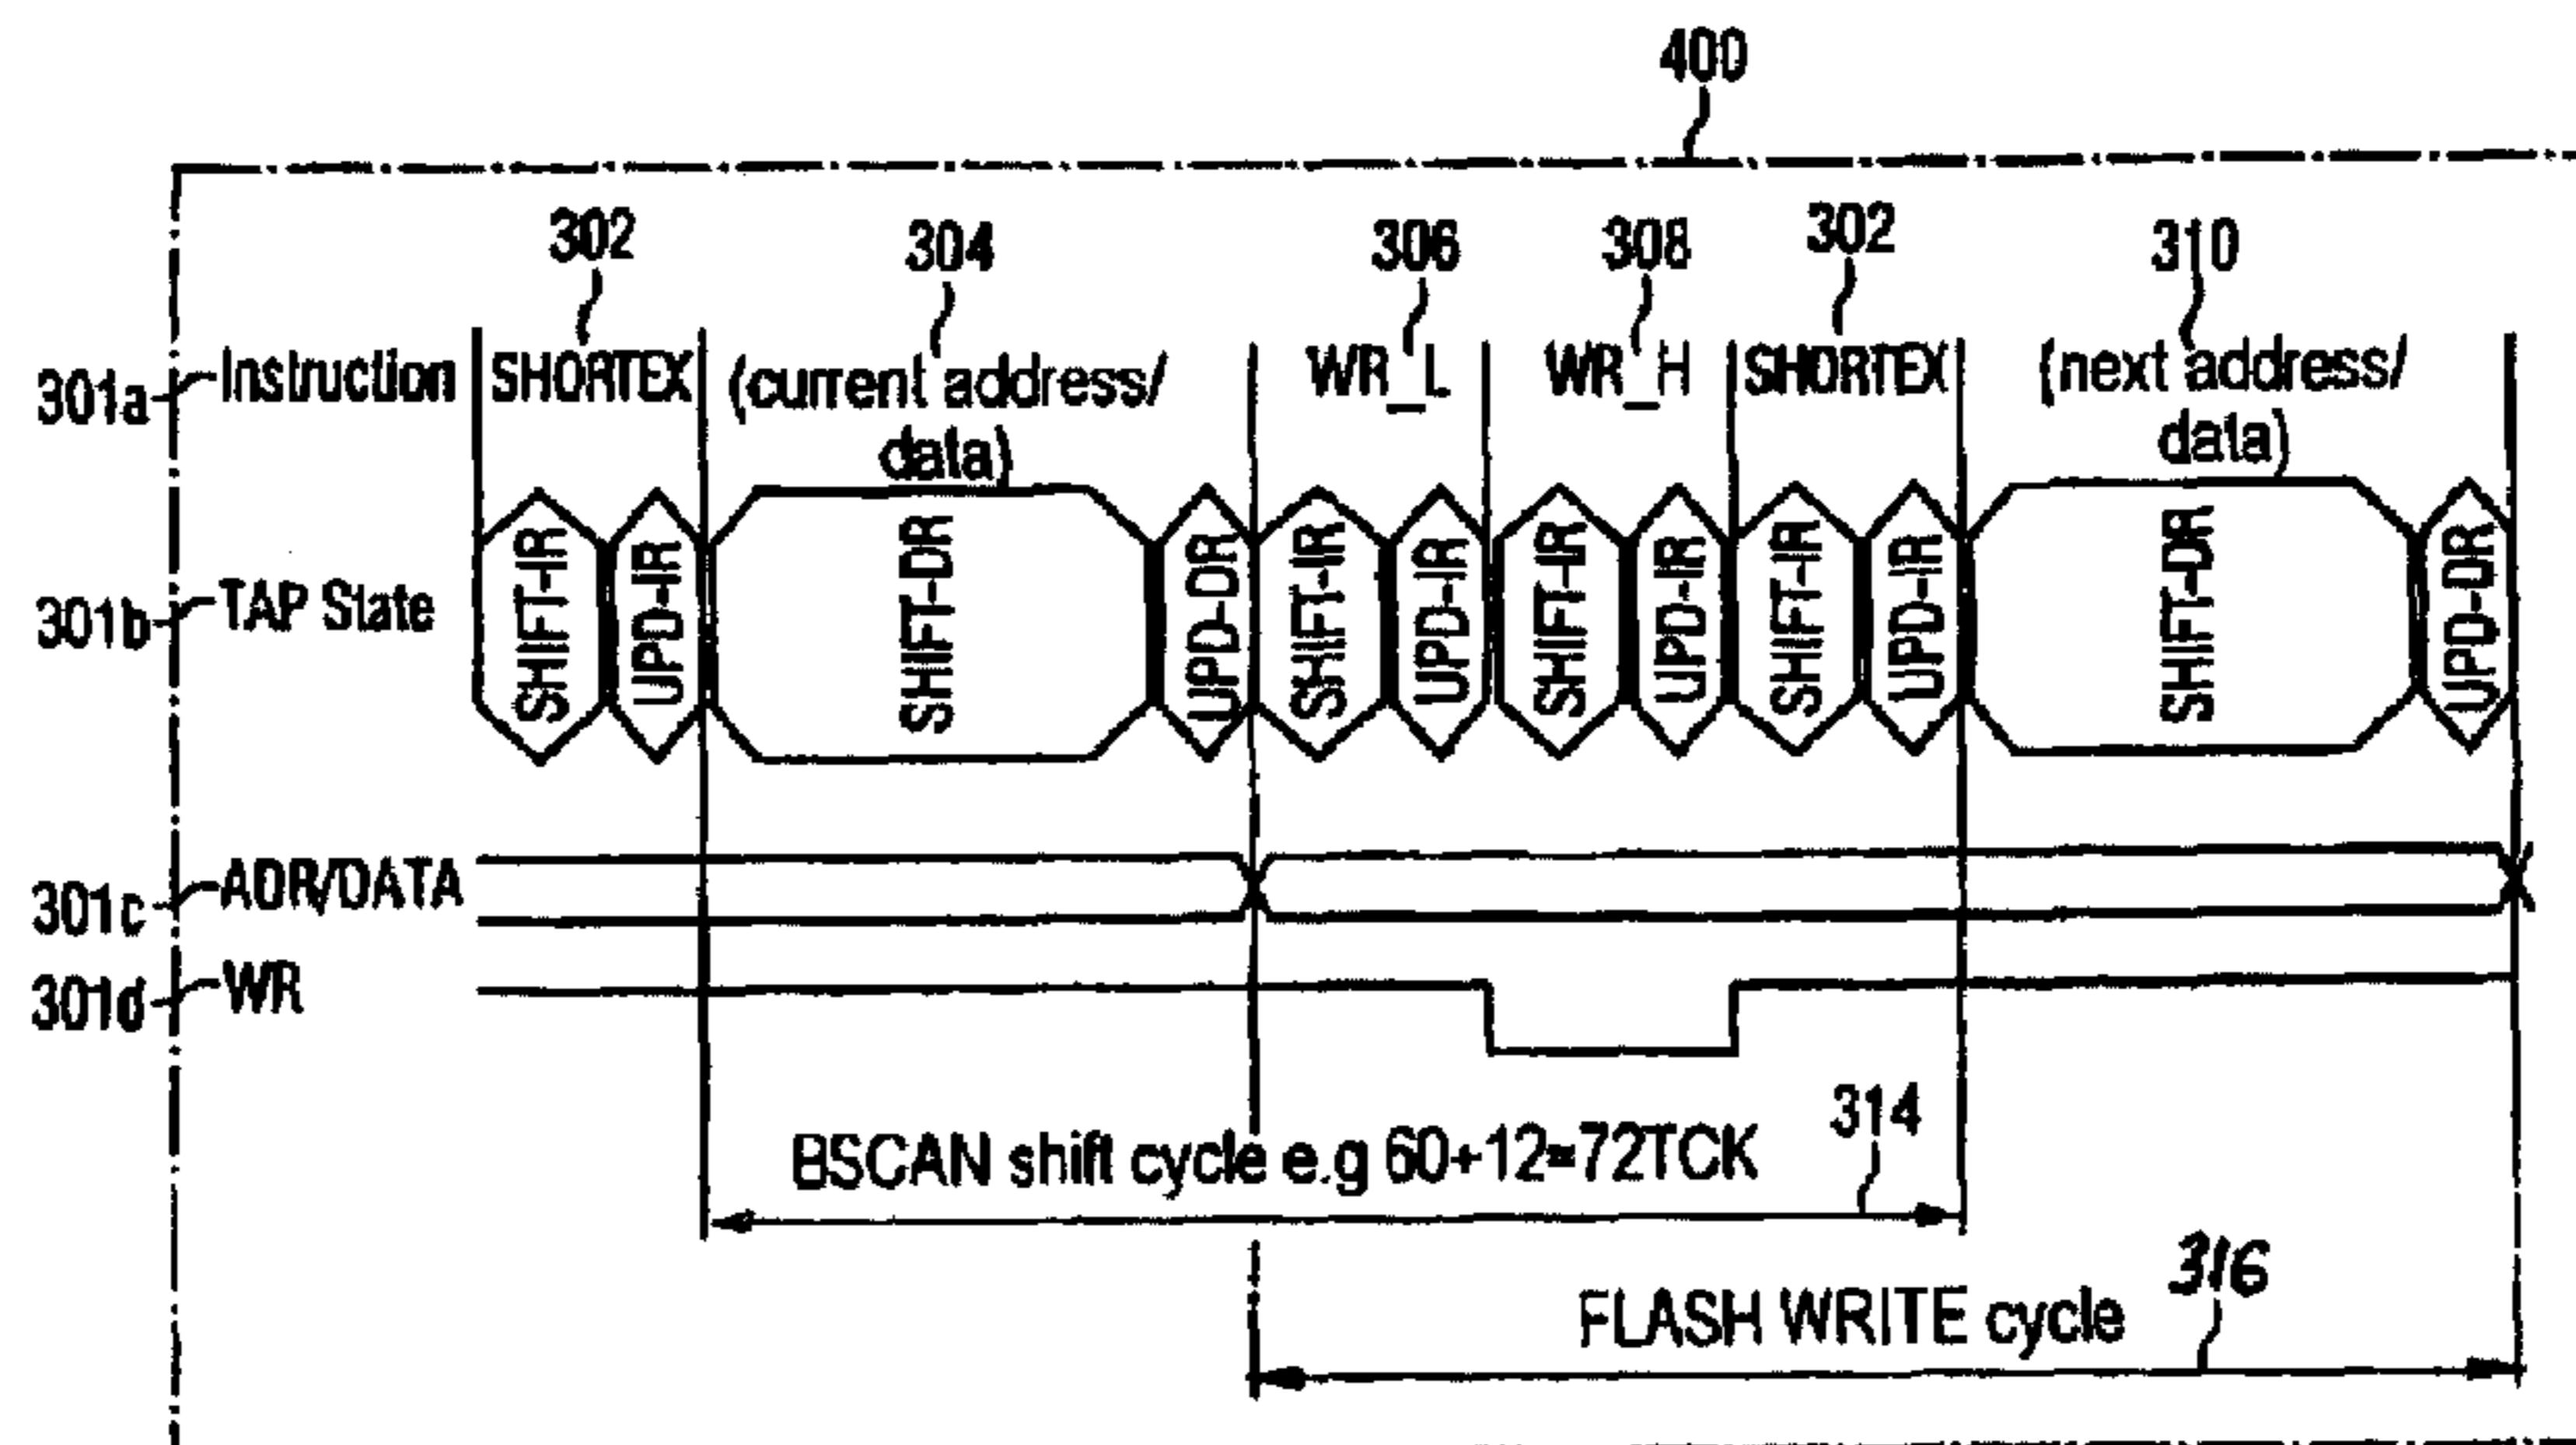 400
302 304 306 308 302 310
301a Instruction SHORTEX (current address/ WR_L WR_H SHORTEX (next address/
data) data)
301b TAP State SHIFT-IR UPD-IR SHIFT-DR UPD-DR SHIFT-IR UPD-IR SHIFT-IR UPD-IR SHIFT-IR UPD-IR SHIFT-DR UPD-DR
301c ADR/DATA
301d WR
314
BSCAN shift cycle e.g 60+12=72TCK
316
FLASH WRITE cycle